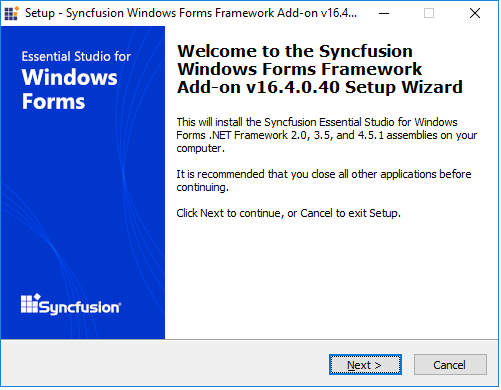 Setup - Syncfusion Windows Forms Framework Add-on v16.4...
Essential Studio for
Windows
Forms
Syncfusion
Welcome to the Syncfusion
Windows Forms Framework
Add-on v16.4.0.40 Setup Wizard
This will install the Syncfusion Essential Studio for Windows
Forms .NET Framework 2.0, 3.5, and 4.5.1 assemblies on your
computer.
It is recommended that you close all other applications before
continuing.
Click Next to continue, or Cancel to exit Setup.
Next >
Cancel